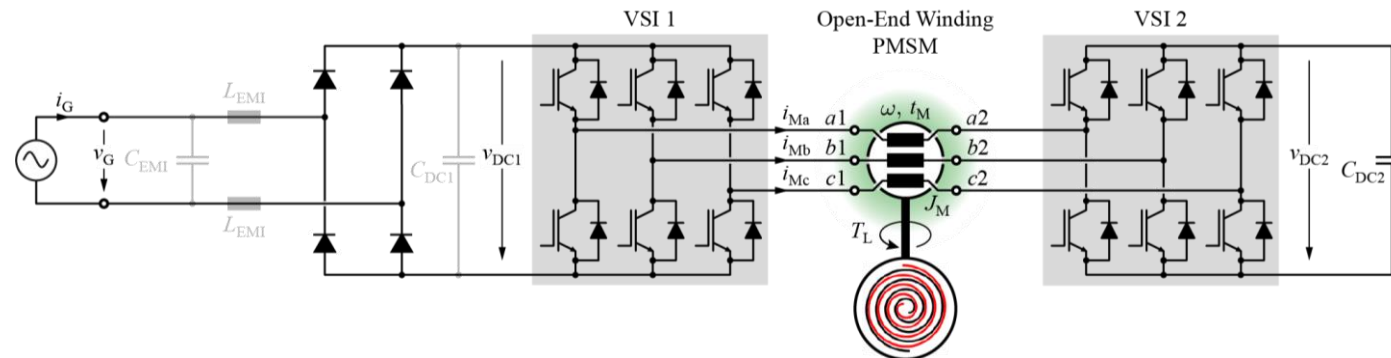 VSI 1
Open-End Winding
PMSM
VSI 2
i_G
v_G
C_EMI
L_EMI
L_EMI
C_DC1
v_DC1
i_Ma
i_Mb
i_Mc
a1
b1
c1
ω, t_M
a2
b2
c2
J_M
T_L
v_DC2
C_DC2